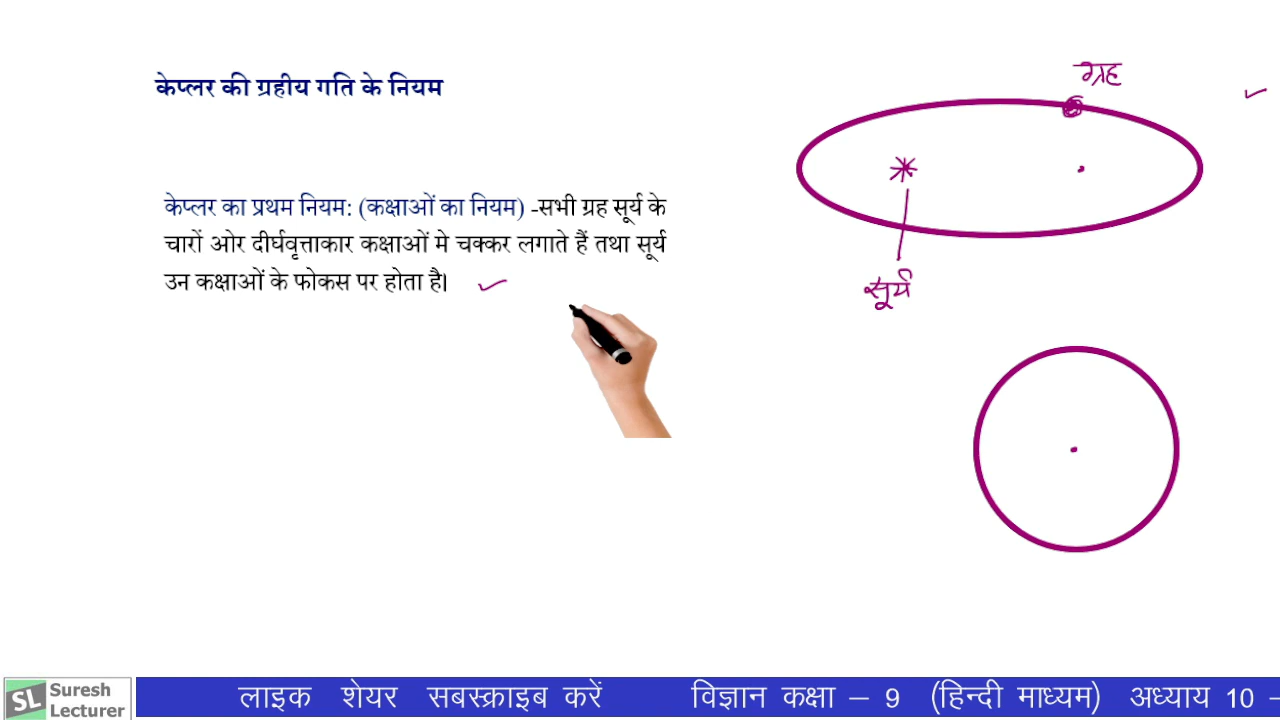 केप्लर की ग्रहीय गति के नियम
ग्रह
केप्लर का प्रथम नियम: (कक्षाओं का नियम) -सभी ग्रह सूर्य के
चारों ओर दीर्घवृत्ताकार कक्षाओं मे चक्कर लगाते हैं तथा सूर्य
उन कक्षाओं के फोकस पर होता है।
सूर्य
SL Suresh
Lecturer
लाइक शेयर सबस्क्राइब करें विज्ञान कक्षा – 9 (हिन्दी माध्यम) अध्याय 10 -